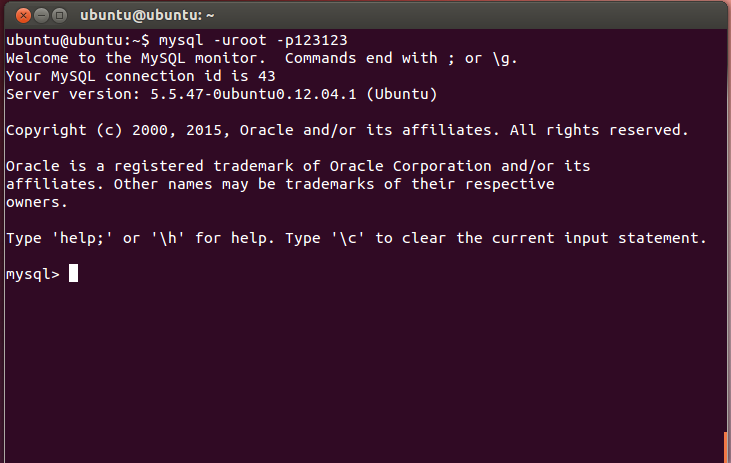 ubuntu@ubuntu: ~
ubuntu@ubuntu:~$ mysql -uroot -p123123
Welcome to the MySQL monitor.  Commands end with ; or \g.
Your MySQL connection id is 43
Server version: 5.5.47-0ubuntu0.12.04.1 (Ubuntu)
Copyright (c) 2000, 2015, Oracle and/or its affiliates. All rights reserved.
Oracle is a registered trademark of Oracle Corporation and/or its
affiliates. Other names may be trademarks of their respective
owners.
Type 'help;' or '\h' for help. Type '\c' to clear the current input statement.
mysql>